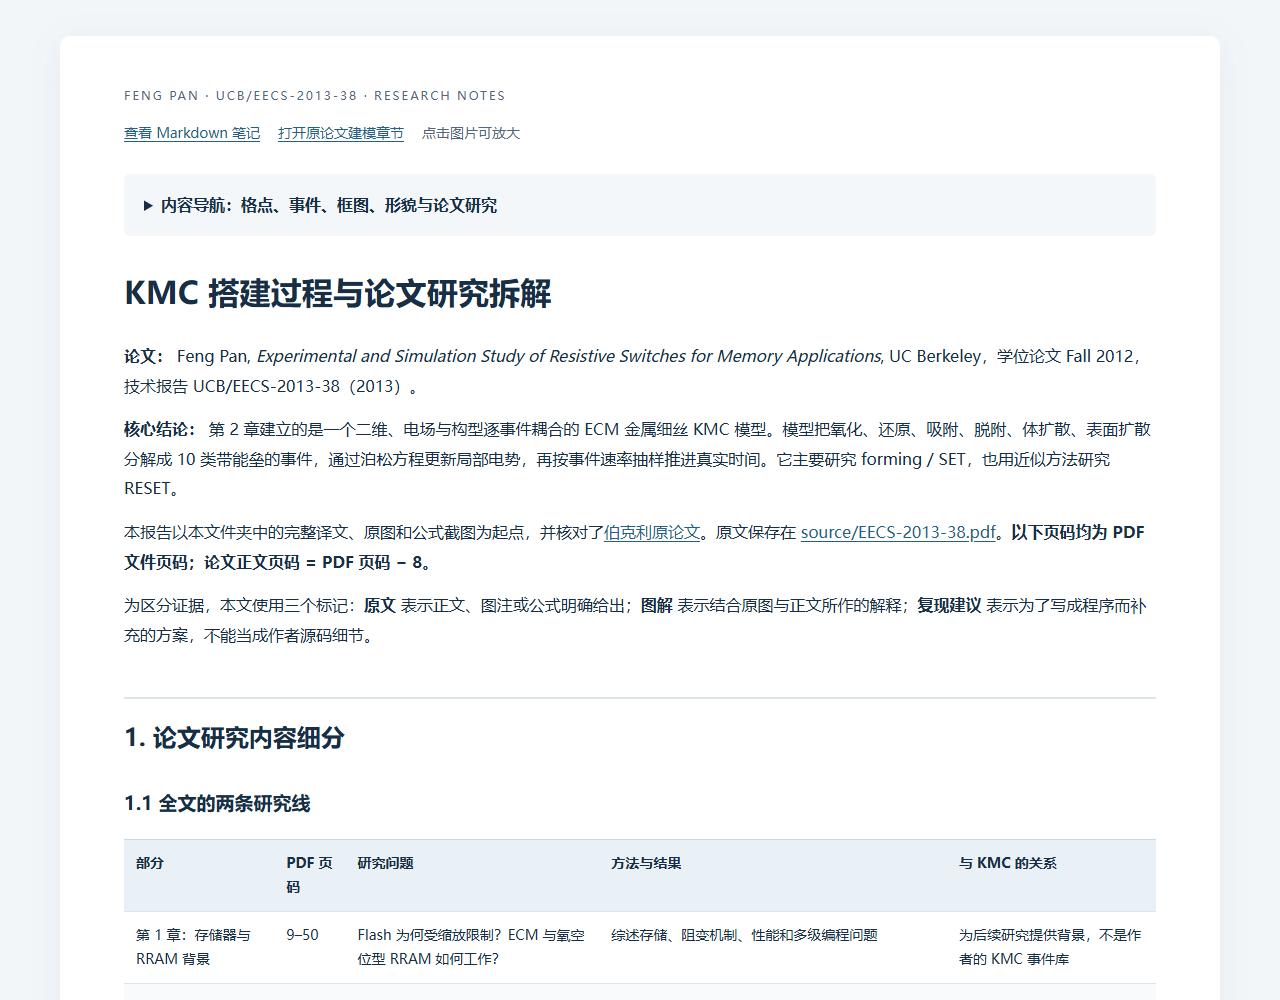 FENG PAN · UCB/EECS-2013-38 · RESEARCH NOTES
查看 Markdown 笔记 打开原论文建模章节 点击图片可放大
▶ 内容导航：格点、事件、框图、形貌与论文研究
KMC 搭建过程与论文研究拆解
论文： Feng Pan, Experimental and Simulation Study of Resistive Switches for Memory Applications, UC Berkeley，学位论文 Fall 2012，
技术报告 UCB/EECS-2013-38（2013）。
核心结论： 第 2 章建立的是一个二维、电场与构型逐事件耦合的 ECM 金属细丝 KMC 模型。模型把氧化、还原、吸附、脱附、体扩散、表面扩散
分解成 10 类带能垒的事件，通过泊松方程更新局部电势，再按事件速率抽样推进真实时间。它主要研究 forming / SET，也用近似方法研究
RESET。
本报告以本文件夹中的完整译文、原图和公式截图为起点，并核对了伯克利原论文。原文保存在 source/EECS-2013-38.pdf。以下页码均为 PDF
文件页码；论文正文页码 = PDF 页码 − 8。
为区分证据，本文使用三个标记：原文 表示正文、图注或公式明确给出；图解 表示结合原图与正文所作的解释；复现建议 表示为了写成程序而补
充的方案，不能当成作者源码细节。
1. 论文研究内容细分
1.1 全文的两条研究线
部分 PDF 页码 研究问题 方法与结果 与 KMC 的关系
第 1 章：存储器与 9–50 Flash 为何受缩放限制？ECM 与氧空 综述存储、阻变机制、性能和多级编程问题 为后续研究提供背景，不是作
RRAM 背景 位型 RRAM 如何工作？ 者的 KMC 事件库